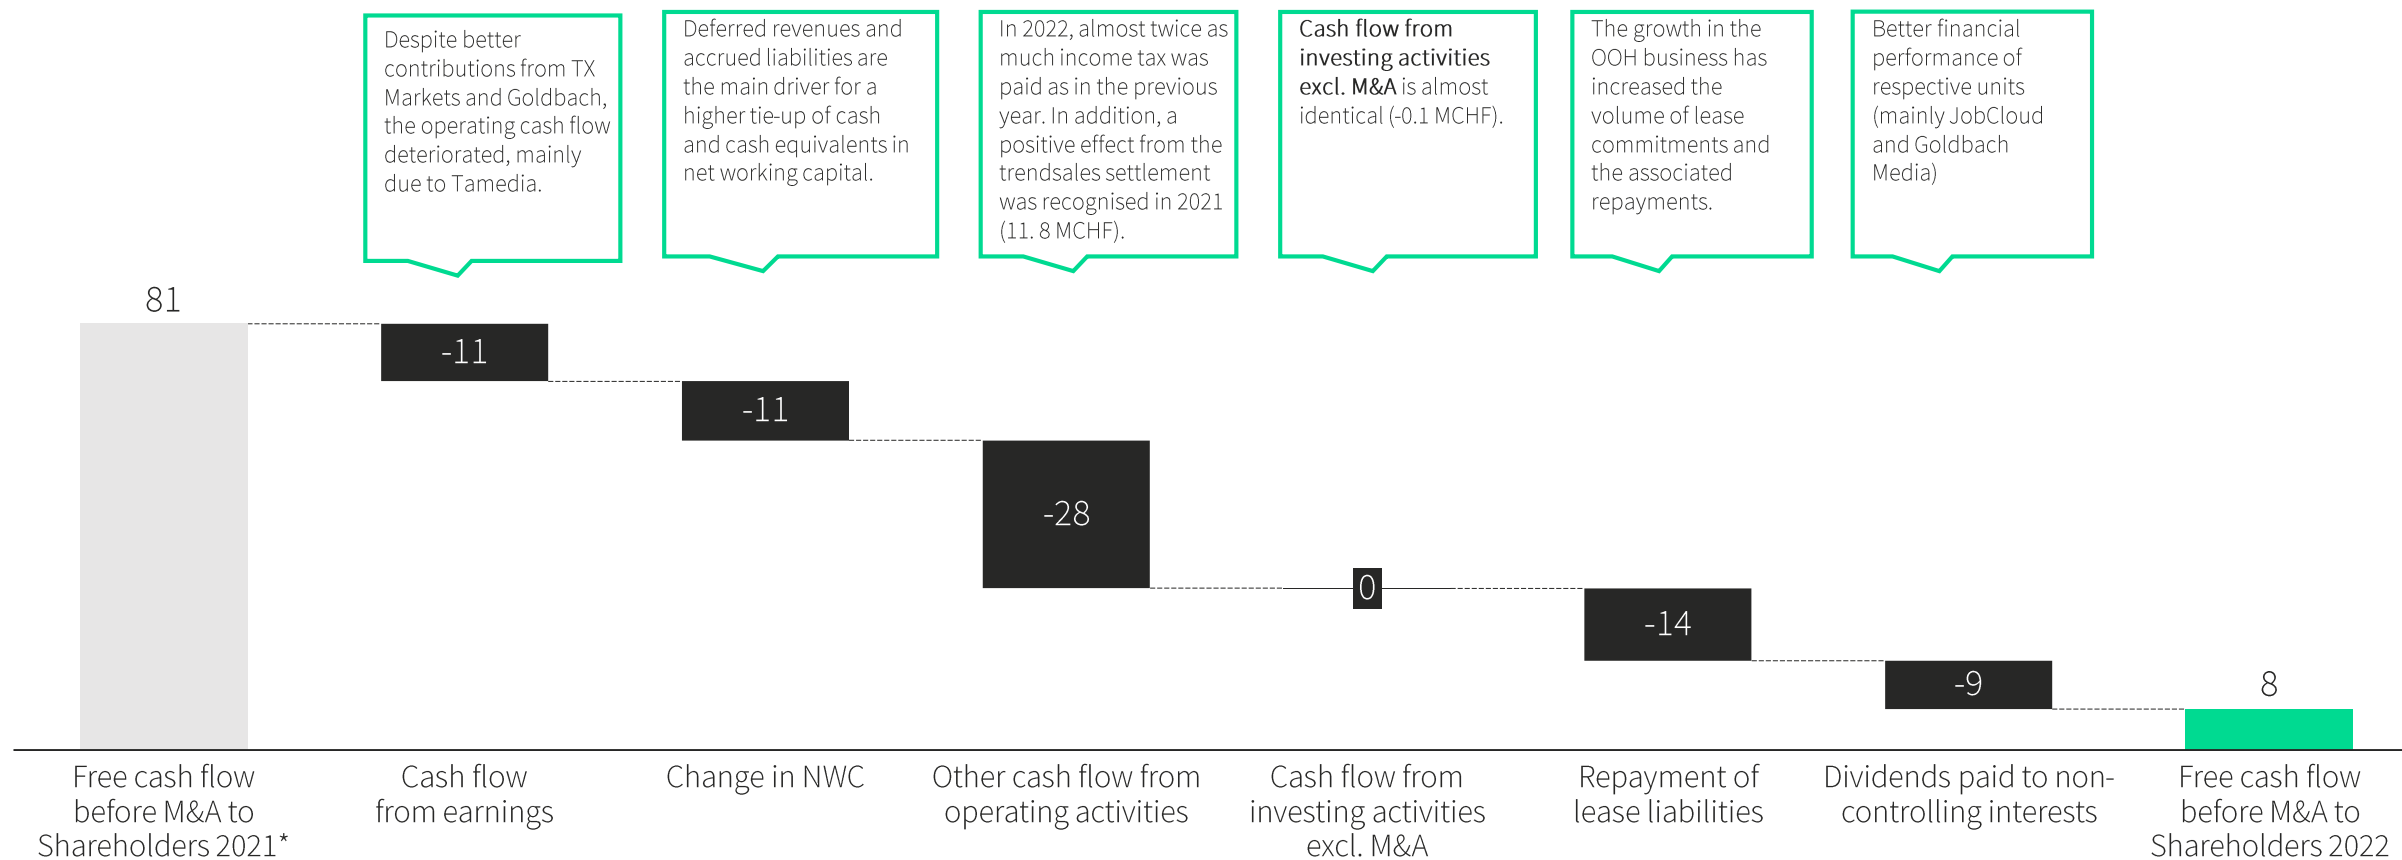 Despite better
contributions from TX
Markets and Goldbach,
the operating cash flow
deteriorated, mainly
due to Tamedia.
Deferred revenues and
accrued liabilities are
the main driver for a
higher tie-up of cash
and cash equivalents in
net working capital.
In 2022, almost twice as
much income tax was
paid as in the previous
year. In addition, a
positive effect from the
trendsales settlement
was recognised in 2021
(11. 8 MCHF).
Cash flow from
investing activities
excl. M&A is almost
identical (-0.1 MCHF).
The growth in the
OOH business has
increased the
volume of lease
commitments and
the associated
repayments.
Better financial
performance of
respective units
(mainly JobCloud
and Goldbach
Media)
81
-11
-11
-28
0
-14
-9
8
Free cash flow
before M&A to
Shareholders 2021*
Cash flow
from earnings
Change in NWC
Other cash flow from
operating activities
Cash flow from
investing activities
excl. M&A
Repayment of
lease liabilities
Dividends paid to non-
controlling interests
Free cash flow
before M&A to
Shareholders 2022